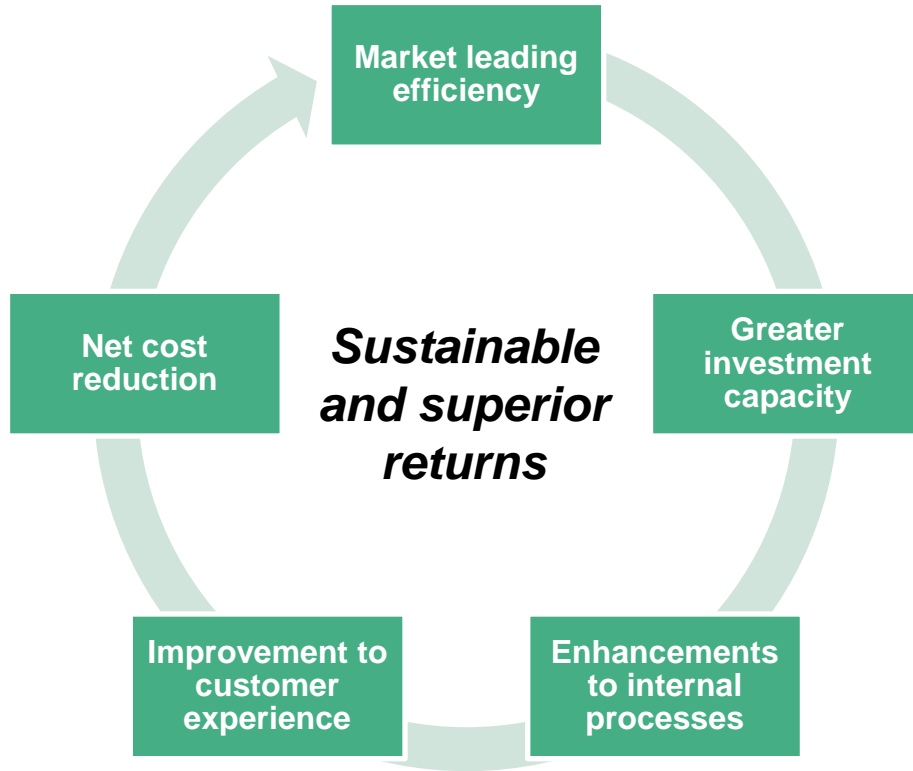 Market leading
efficiency
Greater
investment
capacity
Enhancements
to internal
processes
Improvement to
customer
experience
Net cost
reduction
Sustainable
and superior
returns